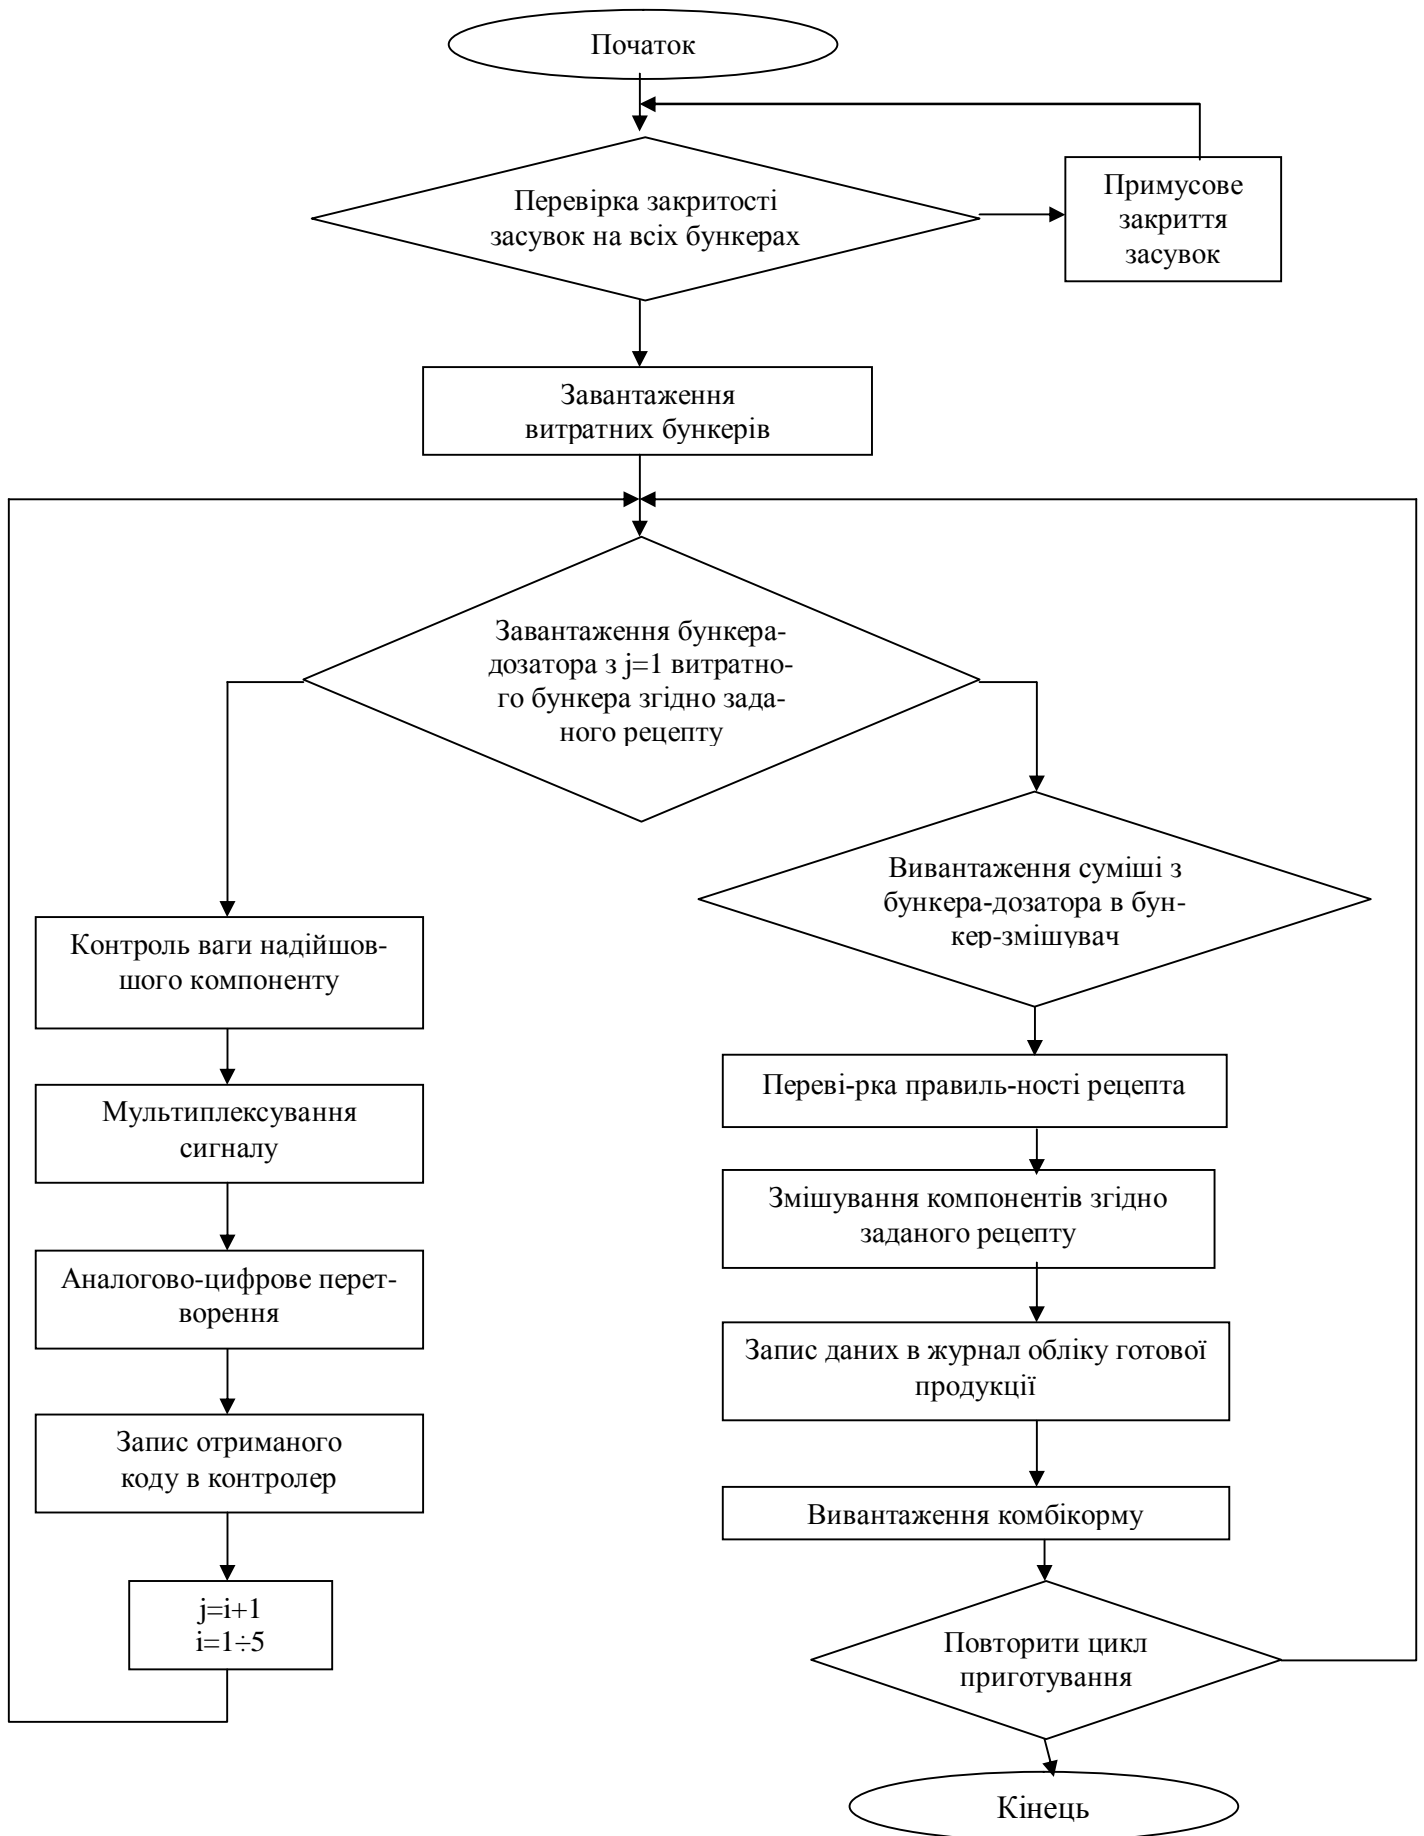 Початок
Перевірка закритості
засувок на всіх бункерах
Примусове
закриття
засувок
Завантаження
витратних бункерів
Завантаження бункера-
дозатора з j=1 витратно-
го бункера згідно зада-
ного рецепту
Контроль ваги надійшов-
шого компоненту
Мультиплексування
сигналу
Аналогово-цифрове перет-
ворення
Запис отриманого
коду в контролер
j=i+1
i=1÷5
Вивантаження суміші з
бункера-дозатора в бун-
кер-змішувач
Переві-рка правиль-ності рецепта
Змішування компонентів згідно
заданого рецепту
Запис даних в журнал обліку готової
продукції
Вивантаження комбікорму
Повторити цикл
приготування
Кінець